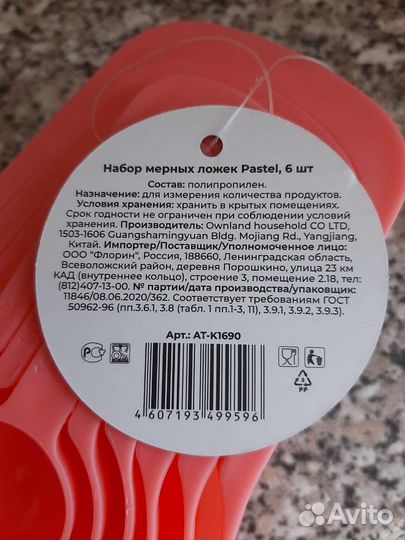 Набор мерных ложек Pastel, 6 шт
Состав: полипропилен.
Назначение: для измерения количества продуктов.
Условия хранения: хранить в крытых помещениях.
Срок годности не ограничен при соблюдении условий
хранения. Производитель: Ownland household CO LTD,
1503-1606 Guangshamingyuan Bldg. Mojiang Rd., Yangjiang,
Китай. Импортер/Поставщик/Уполномоченное лицо:
ООО "Флорин", Россия, 188660, Ленинградская область,
Всеволожский район, деревня Порошкино, улица 23 км
КАД (внутреннее кольцо), строение 3, помещение 2.18, тел:
(812)407-13-00. № партии/дата производства/упаковщик:
11846/08.06.2020/362. Соответствует требованиям ГОСТ
50962-96 (пп.3.6.1, 3.8 (табл. 1 пп.1-3, 11), 3.9.1, 3.9.2, 3.9.3).
Арт.: AT-K1690
5
PP
4 607193 499596
Avito